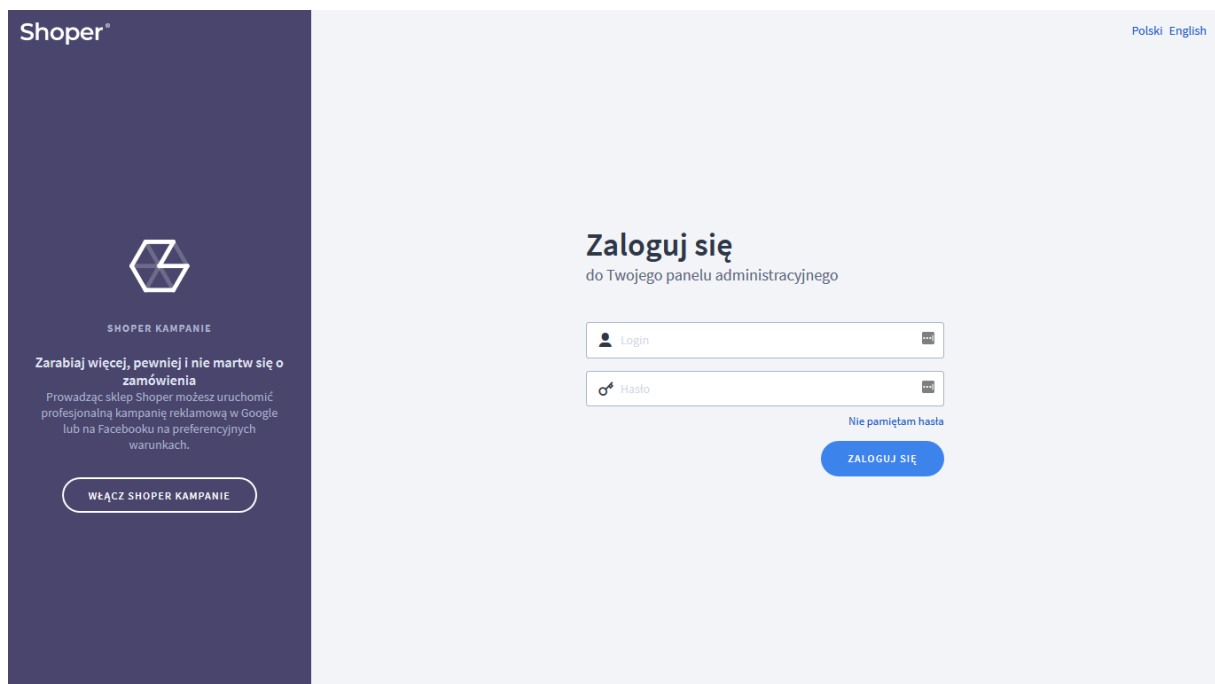 Shoper®
Polski English
SHOPER KAMPANIE
Zarabiaj więcej, pewniej i nie martw się o
zamówienia
Prowadząc sklep Shoper możesz uruchomić
profesjonalną kampanię reklamową w Google
lub na Facebooku na preferencyjnych
warunkach.
WŁĄCZ SHOPER KAMPANIE
Zaloguj się
do Twojego panelu administracyjnego
Login
Hasło
Nie pamiętam hasła
ZALOGUJ SIĘ